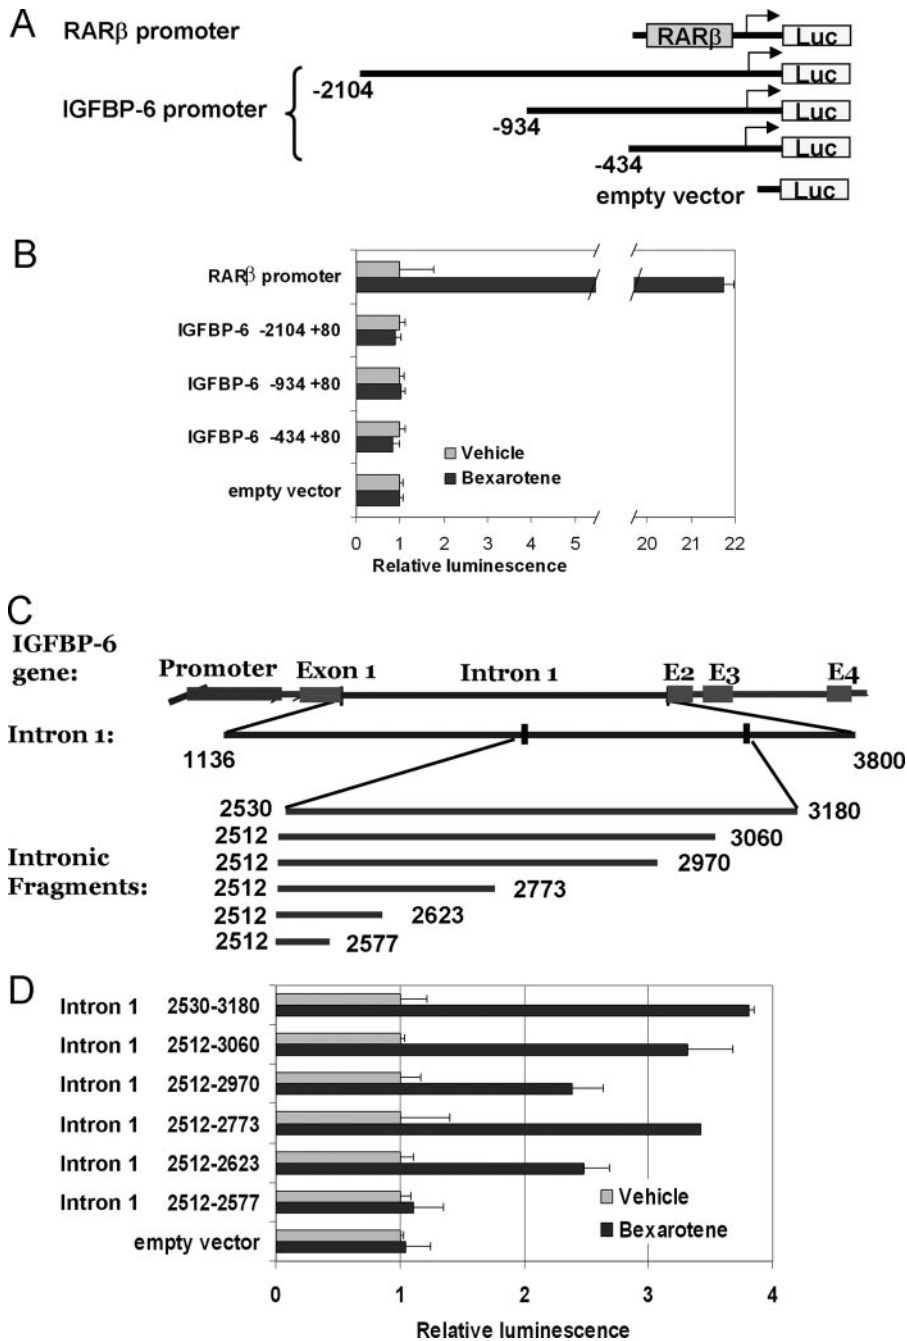 A
RARβ promoter
RARβ Luc
-2104 Luc
IGFBP-6 promoter
-934 Luc
-434 Luc
empty vector Luc
B
RARβ promoter
IGFBP-6 -2104 +80
IGFBP-6 -934 +80
IGFBP-6 -434 +80
empty vector
Vehicle
Bexarotene
0 1 2 3 4 5 20 21 22
Relative luminescence
C
IGFBP-6
gene:
Promoter Exon 1 Intron 1 E2 E3 E4
Intron 1:
1136 3800
2530 3180
2512 3060
2512 2970
Intronic
Fragments:
2512 2773
2512 2623
2512 2577
D
Intron 1 2530-3180
Intron 1 2512-3060
Intron 1 2512-2970
Intron 1 2512-2773
Intron 1 2512-2623
Intron 1 2512-2577
empty vector
Vehicle
Bexarotene
0 1 2 3 4
Relative luminescence